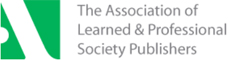 The Association of
Learned & Professional
Society Publishers